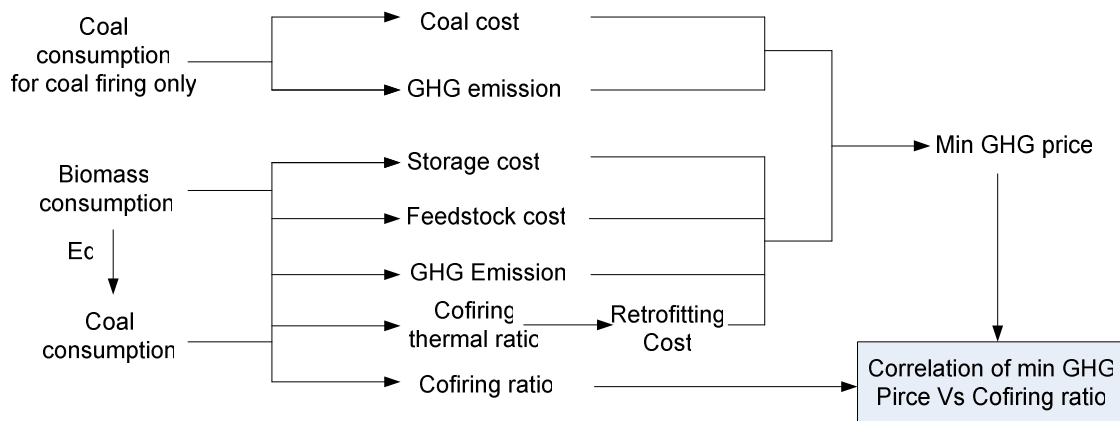 Coal
consumption
for coal firing only
Coal cost
GHG emission
Min GHG price
Biomass
consumption
Storage cost
Feedstock cost
Ec
GHG Emission
Coal
consumption
Cofiring
thermal ratio
Retrofitting
Cost
Cofiring ratio
Correlation of min GHG
Pirce Vs Cofiring ratio